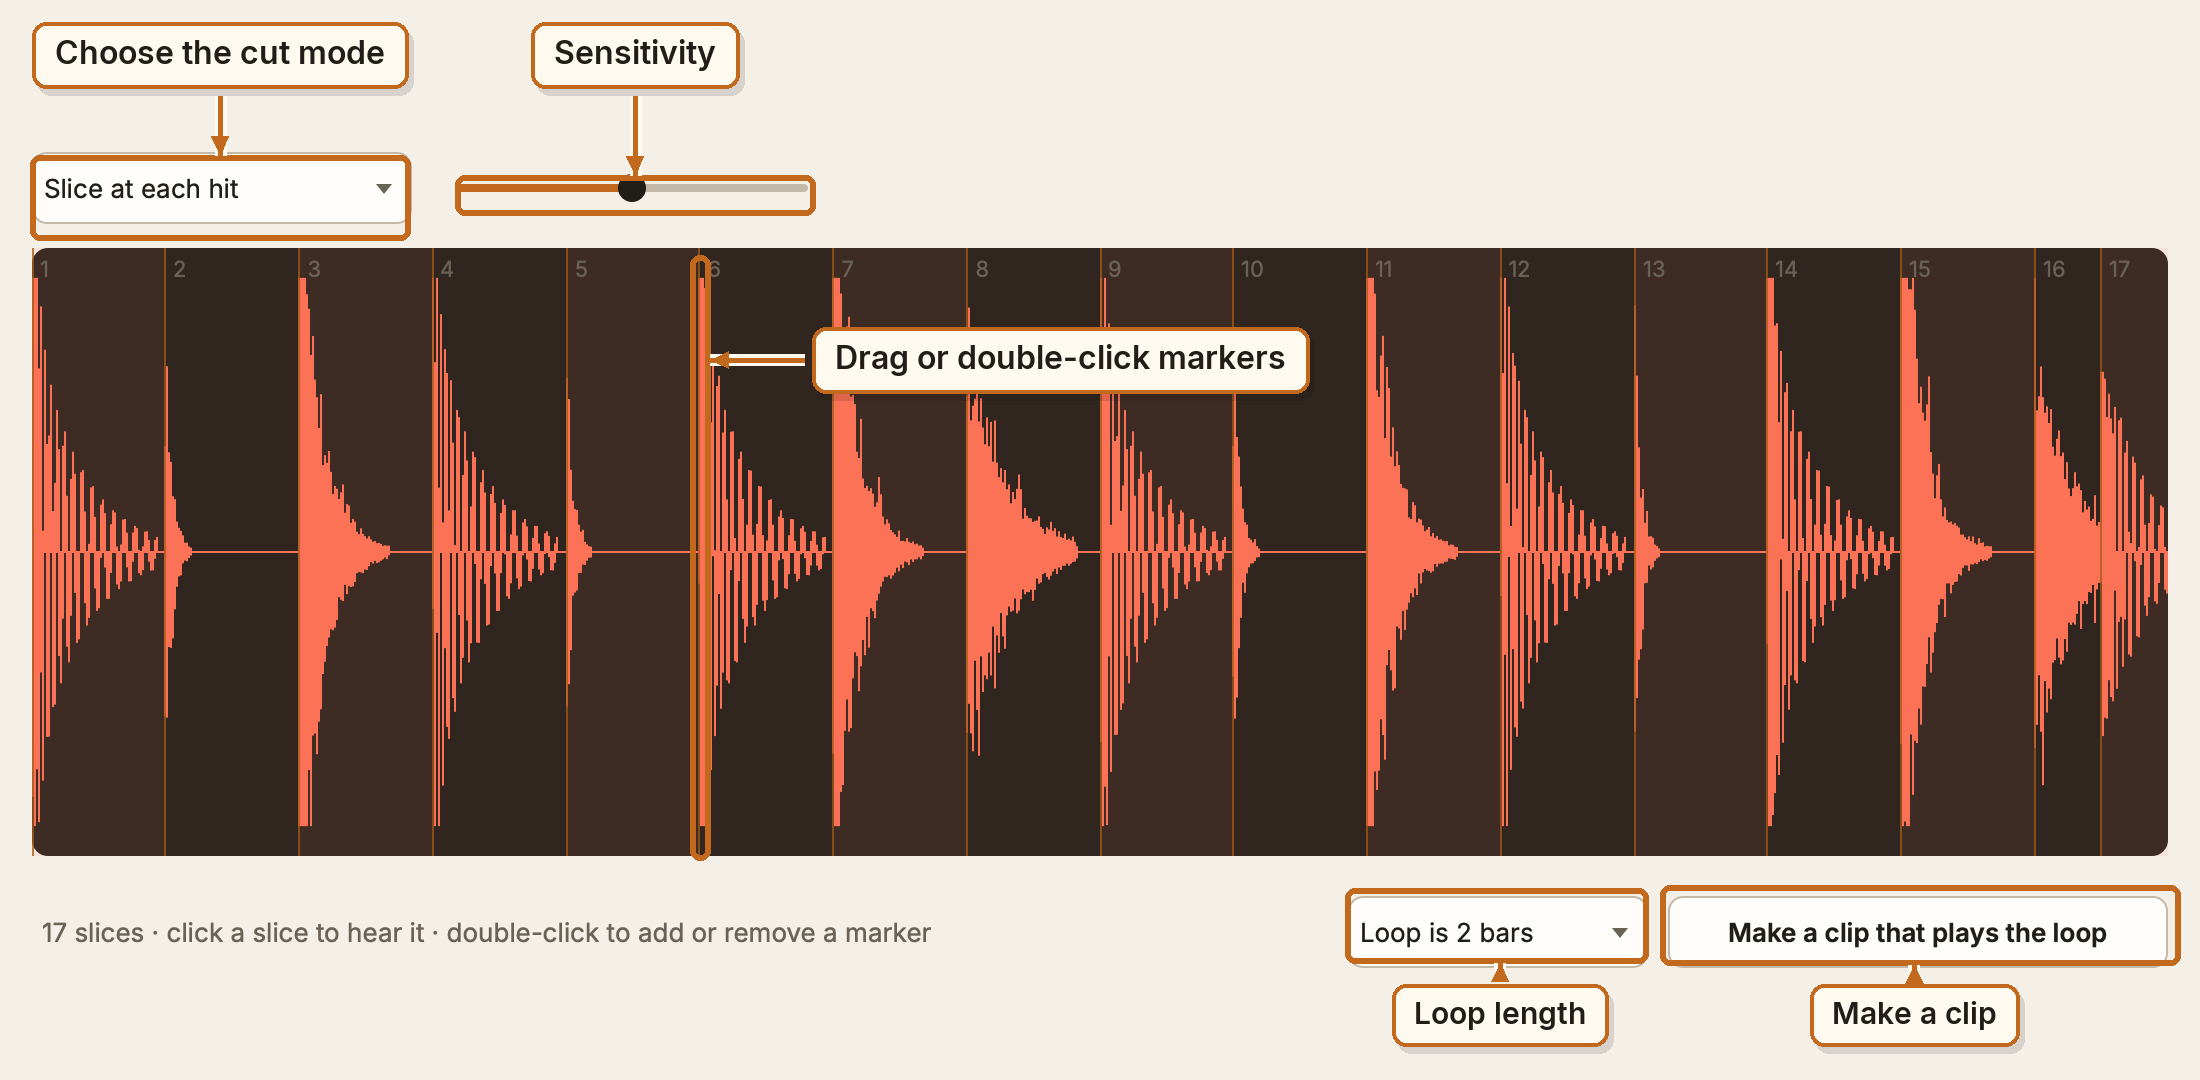 Choose the cut mode
Sensitivity
Slice at each hit
1 2 3 4 5 6 7 8 9 10 11 12 13 14 15 16 17
Drag or double-click markers
17 slices · click a slice to hear it · double-click to add or remove a marker
Loop is 2 bars
Make a clip that plays the loop
Loop length
Make a clip